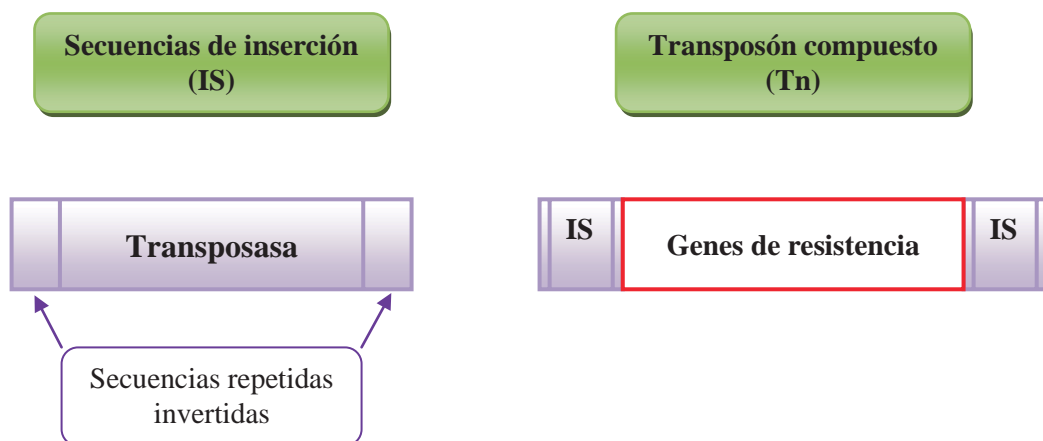 Secuencias de inserción
(IS)
Transposón compuesto
(Tn)
Transposasa
IS
Genes de resistencia
IS
Secuencias repetidas
invertidas